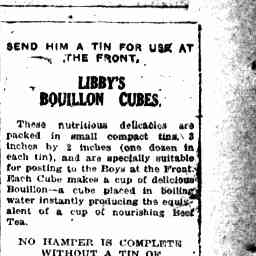 SEND HIM A TIN FOR USE AT
THE FRONT.
LIBBY'S
BOUILLON CUBES.
These nutritious delicacies are
packed in small compact tins, 3
inches by 2 inches (one dozen in
each tin), and are specially suitable
for posting to the Boys at the Front.
Each Cube makes a cup of delicious
Bouillon—a cube placed in boiling
water instantly producing the equiv-
alent of a cup of nourishing Beef
Tea.
NO HAMPER IS COMPLETE
WITHOUT A TIN OF